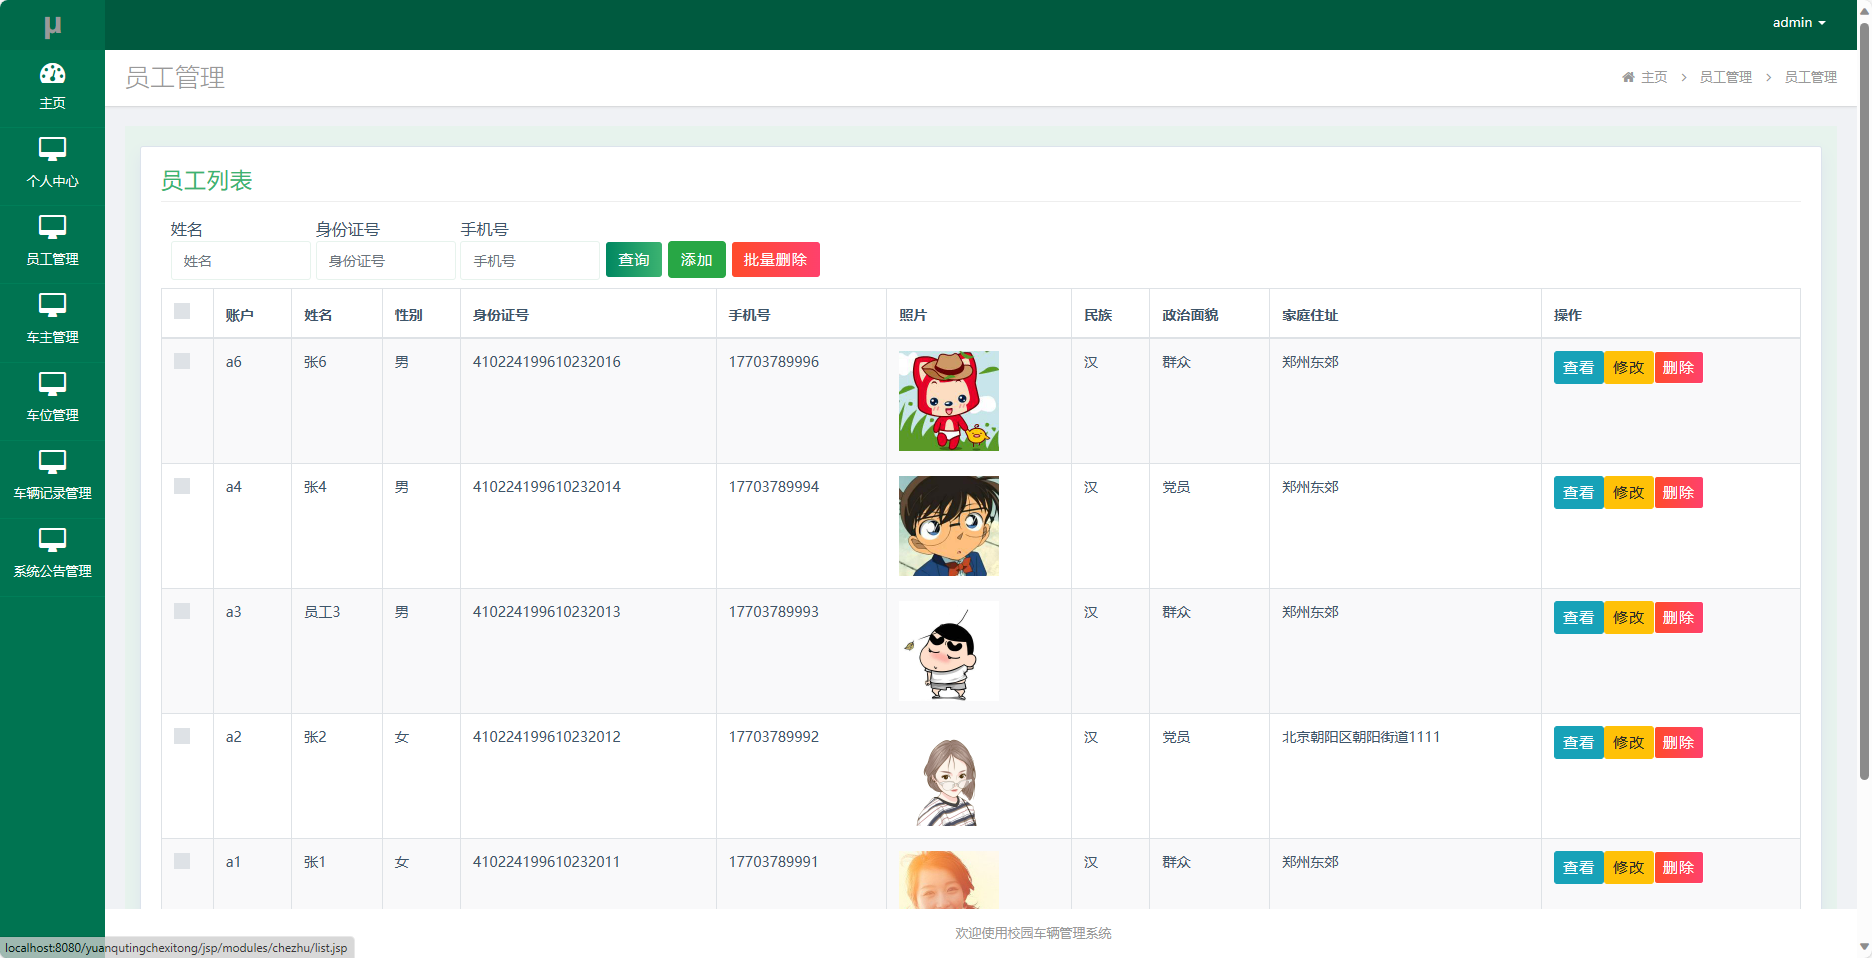 µ
admin
主页
个人中心
员工管理
车主管理
车位管理
车辆记录管理
系统公告管理
员工管理
主页 > 员工管理 > 员工管理
员工列表
姓名 身份证号 手机号
姓名 身份证号 手机号 查询 添加 批量删除
账户 姓名 性别 身份证号 手机号 照片 民族 政治面貌 家庭住址 操作
a6 张6 男 410224199610232016 17703789996 汉 群众 郑州东郊 查看 修改 删除
a4 张4 男 410224199610232014 17703789994 汉 党员 郑州东郊 查看 修改 删除
a3 员工3 男 410224199610232013 17703789993 汉 群众 郑州东郊 查看 修改 删除
a2 张2 女 410224199610232012 17703789992 汉 党员 北京朝阳区朝阳街道1111 查看 修改 删除
a1 张1 女 410224199610232011 17703789991 汉 群众 郑州东郊 查看 修改 删除
欢迎使用校园车辆管理系统
localhost:8080/yuanqutingchexitong/jsp/modules/chezhu/list.jsp